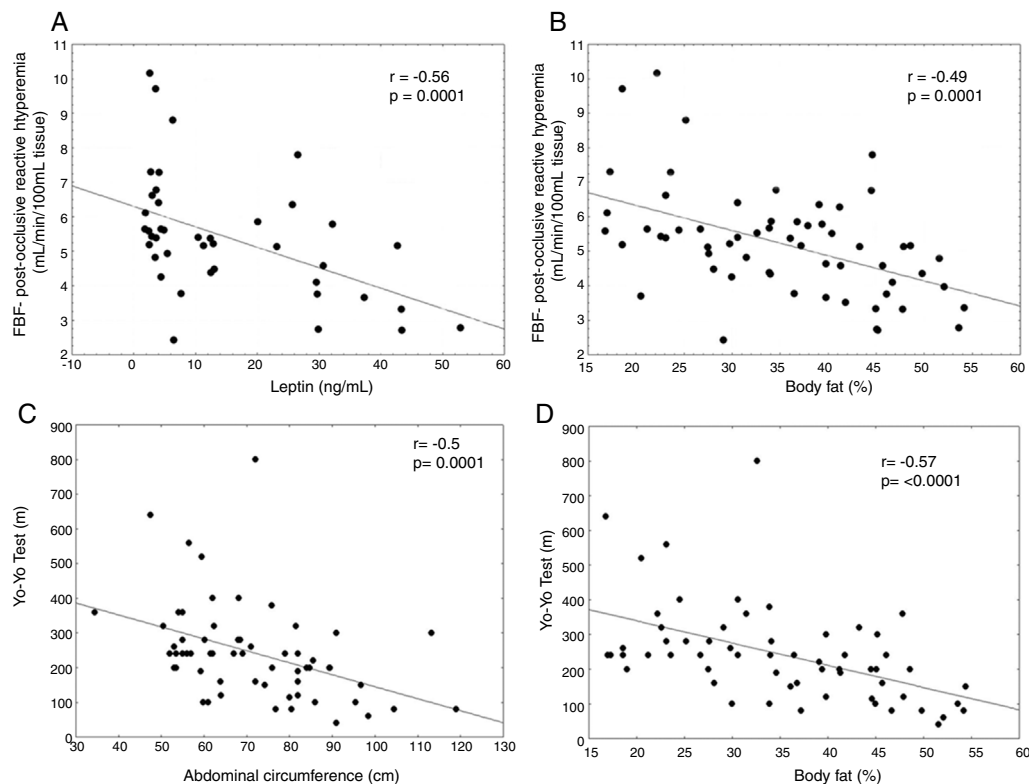 A
FBF- post-occlusive reactive htyperemia
(mL/min/100mL tissue)
11
10
9
8
7
6
5
4
3
2
r = -0.56
p = 0.0001
-10 0 10 20 30 40 50 60
Leptin (ng/mL)
B
FBF- post-occlusive reactive hyperemia
(mL/min/100mL tissue)
11
10
9
8
7
6
5
4
3
2
r = -0.49
p = 0.0001
15 20 25 30 35 40 45 50 55 60
Body fat (%)
C
Yo-Yo Test (m)
900
800
700
600
500
400
300
200
100
0
r= -0.5
p= 0.0001
30 40 50 60 70 80 90 100 110 120 130
Abdominal circumference (cm)
D
Yo-Yo Test (m)
900
800
700
600
500
400
300
200
100
0
r= -0.57
p= <0.0001
15 20 25 30 35 40 45 50 55 60
Body fat (%)